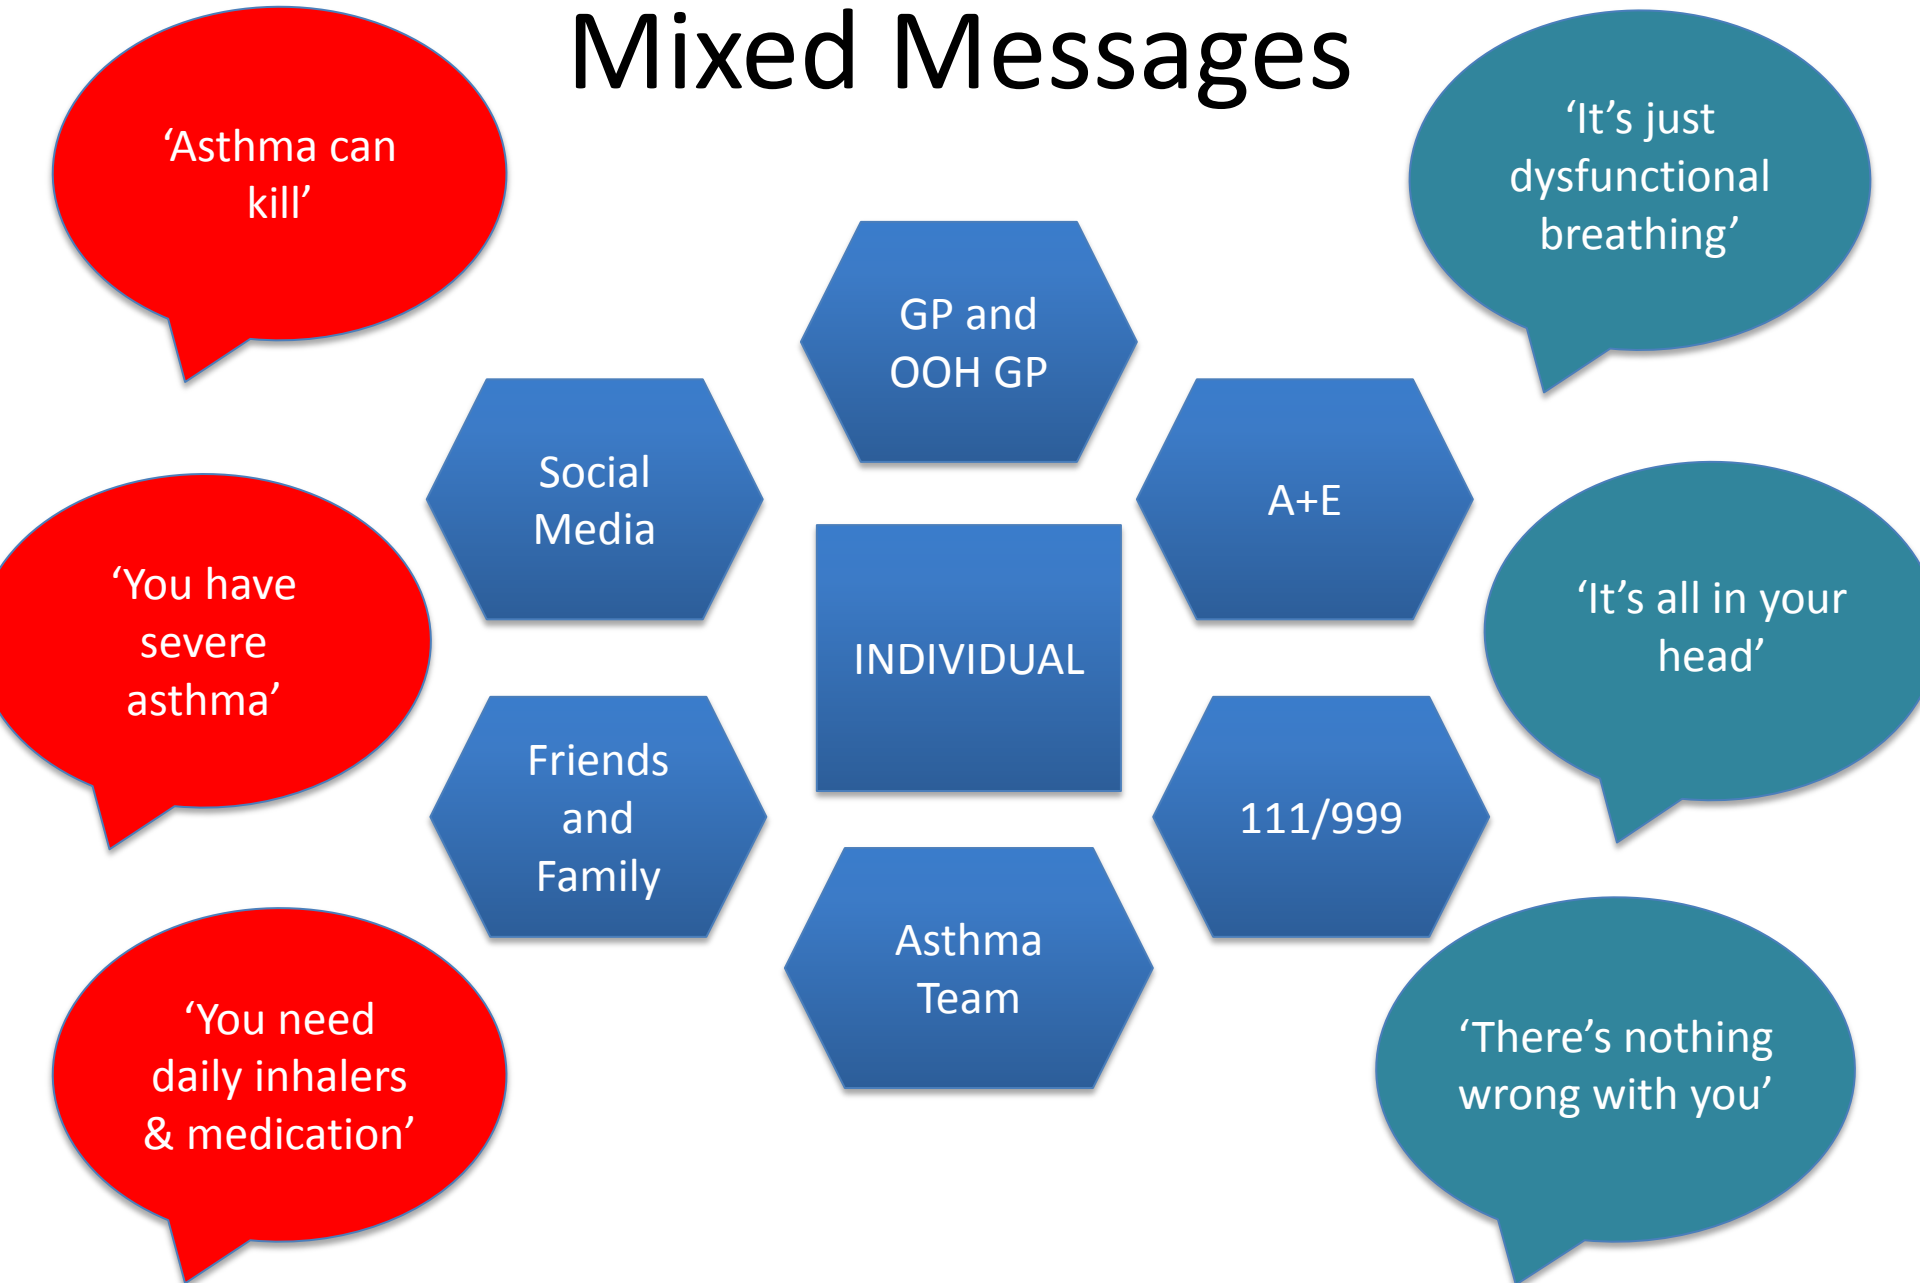 Mixed Messages
‘Asthma can
kill’
‘It’s just
dysfunctional
breathing’
GP and
OOH GP
Social
Media
A+E
‘You have
severe
asthma’
INDIVIDUAL
‘It’s all in your
head’
Friends
and
Family
111/999
Asthma
Team
‘You need
daily inhalers
& medication’
‘There’s nothing
wrong with you’